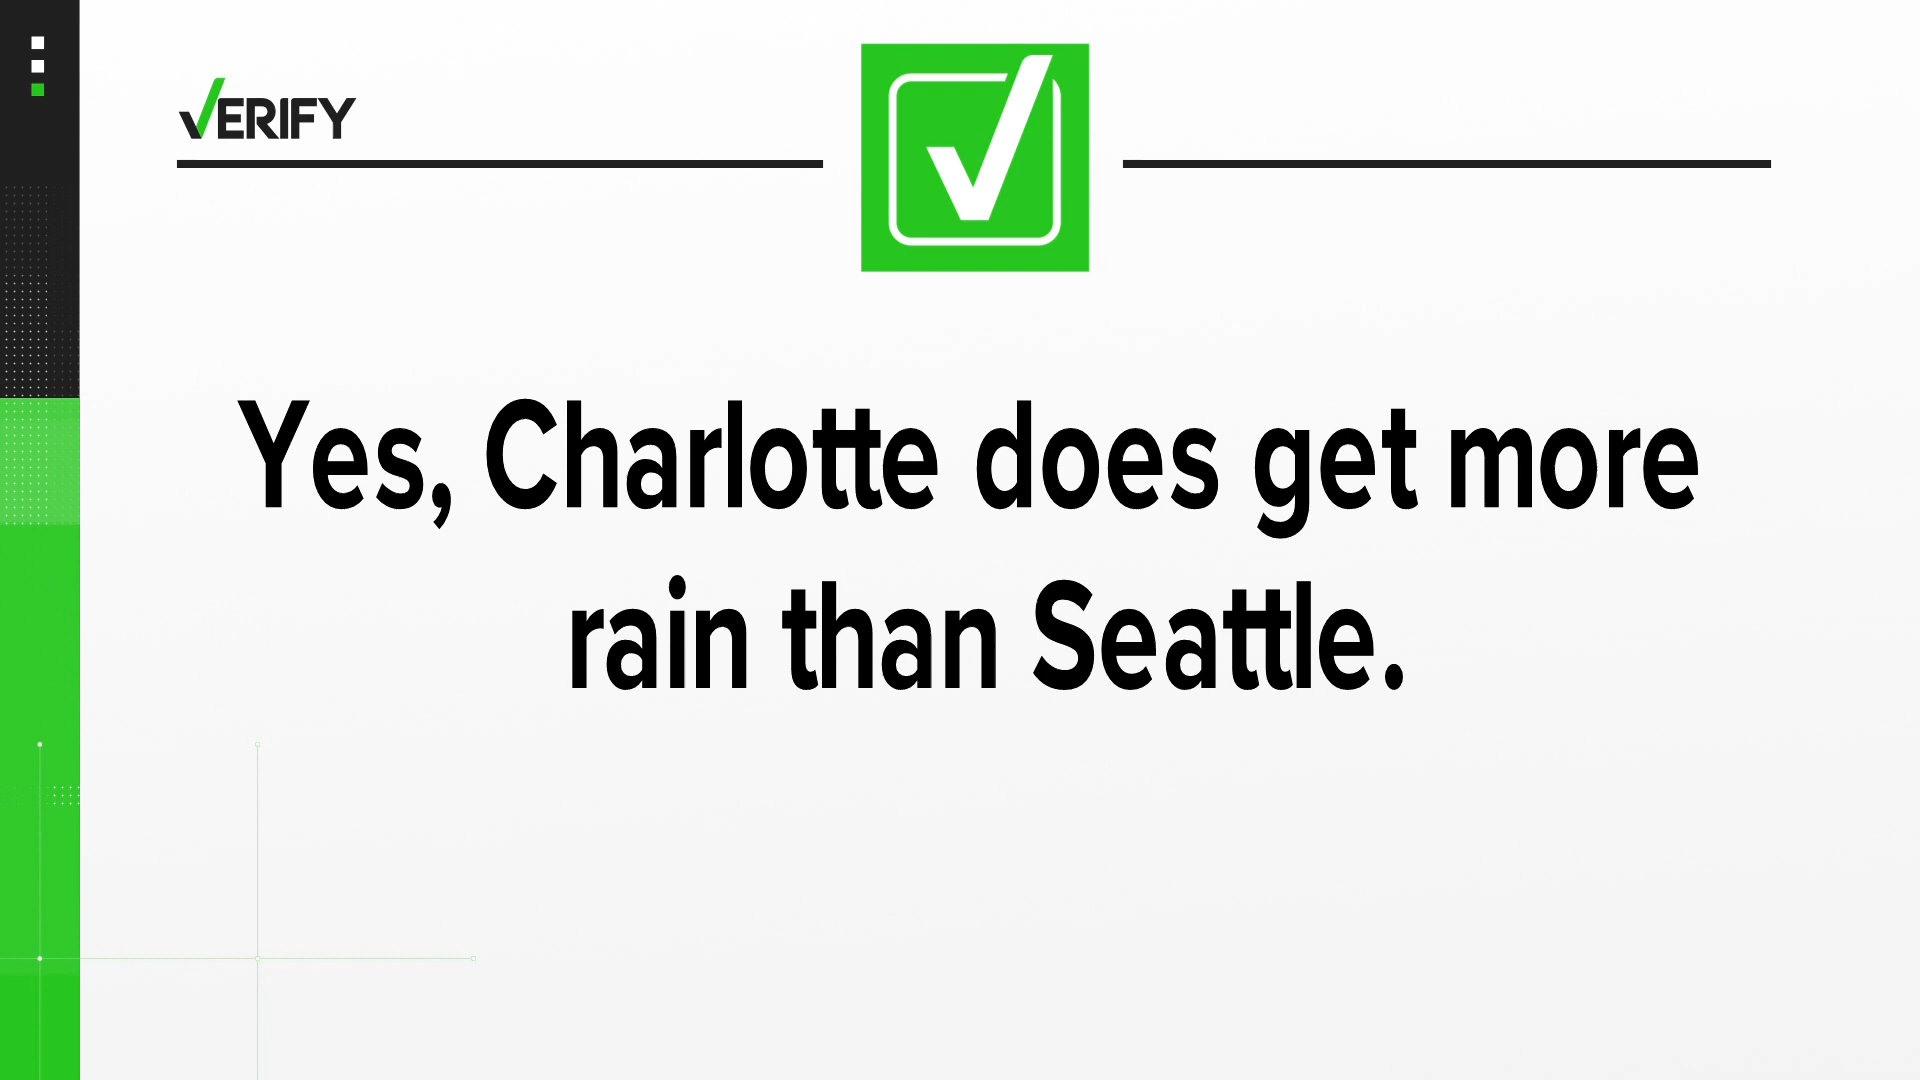 VERIFY
Yes, Charlotte does get more
rain than Seattle.